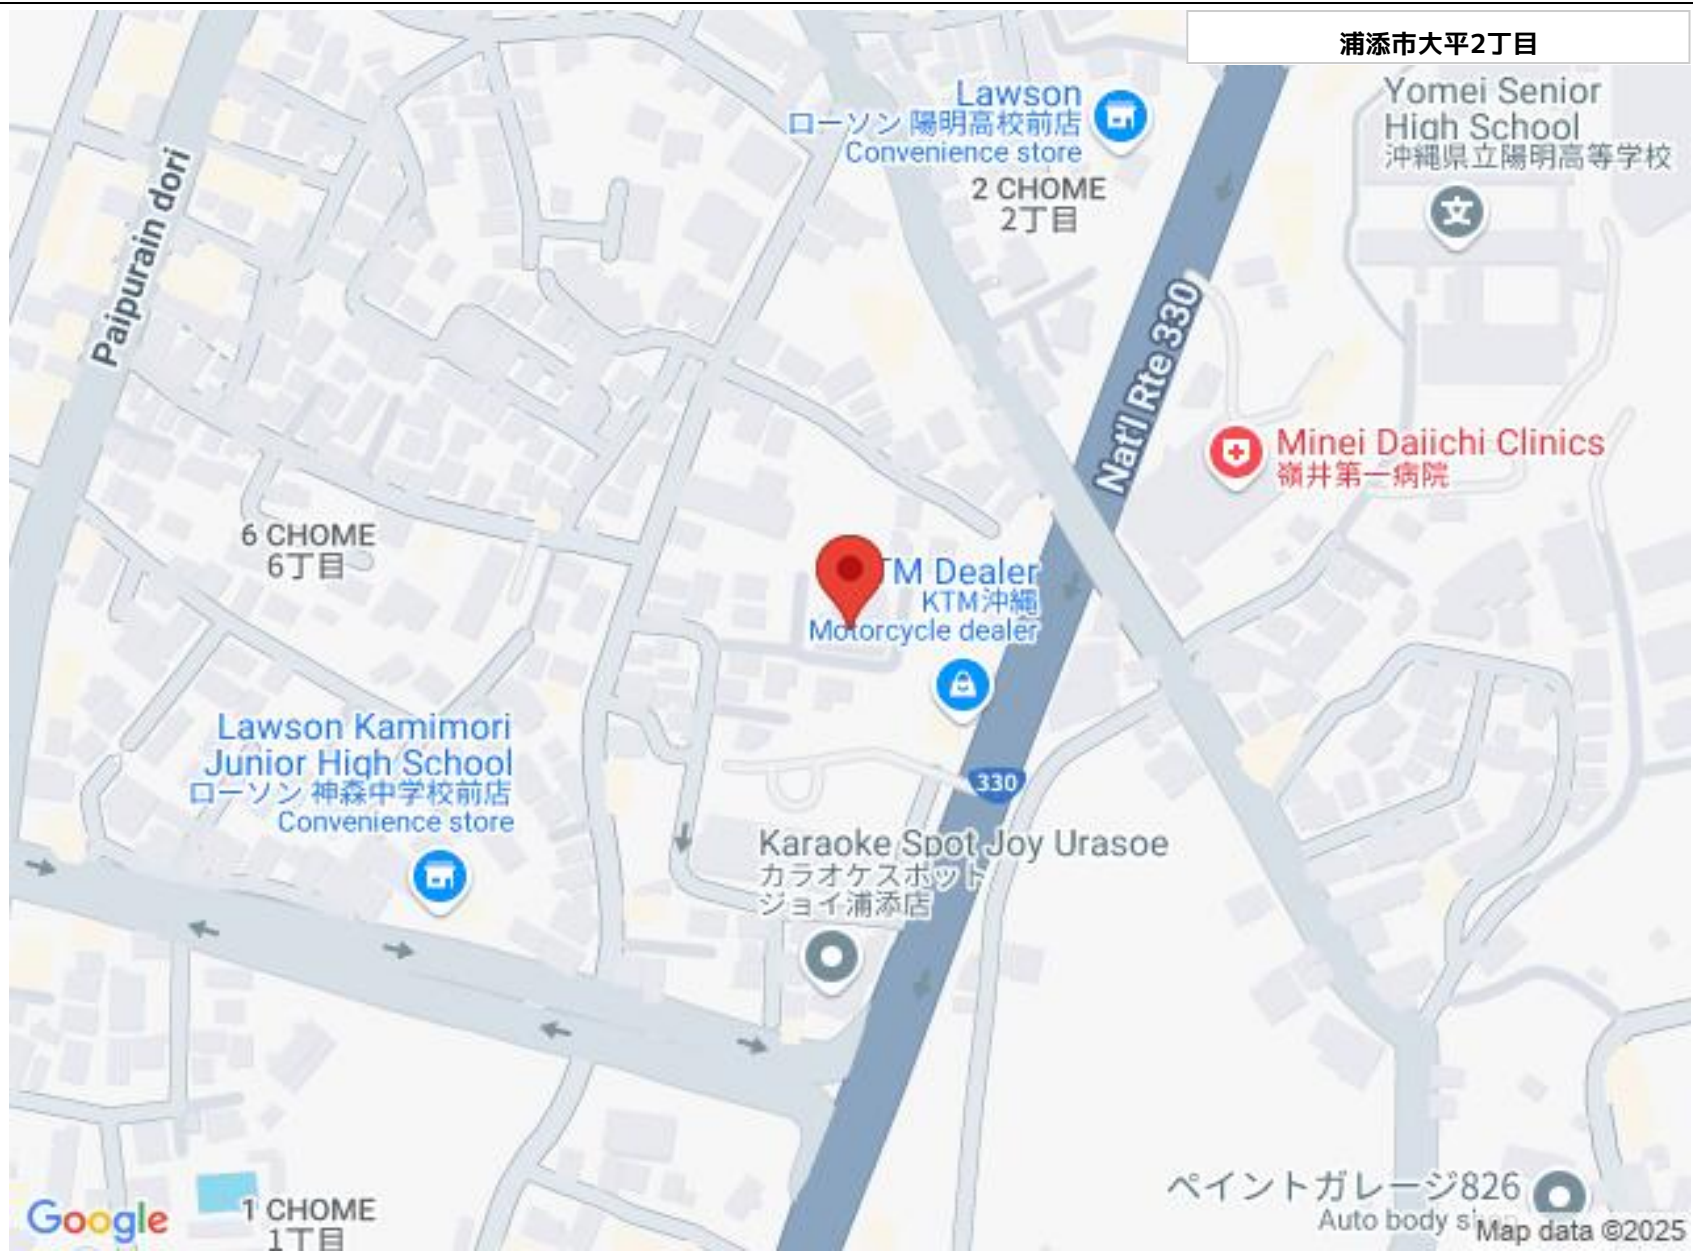 浦添市大平2丁目
Yomei Senior
High School
沖縄県立陽明高等学校
Lawson
ローソン 陽明高校前店
Convenience store
2 CHOME
2丁目
Paipurain dori
Nat'l Rte 330
Minei Daiichi Clinics
嶺井第一病院
6 CHOME
6丁目
TM Dealer
KTM沖縄
Motorcycle dealer
Lawson Kamimori
Junior High School
ローソン 神森中学校前店
Convenience store
330
Karaoke Spot Joy Urasoe
カラオケスポット
ジョイ浦添店
ペイントガレージ826
Auto body shop
1 CHOME
1丁目
Google
Map data ©2025